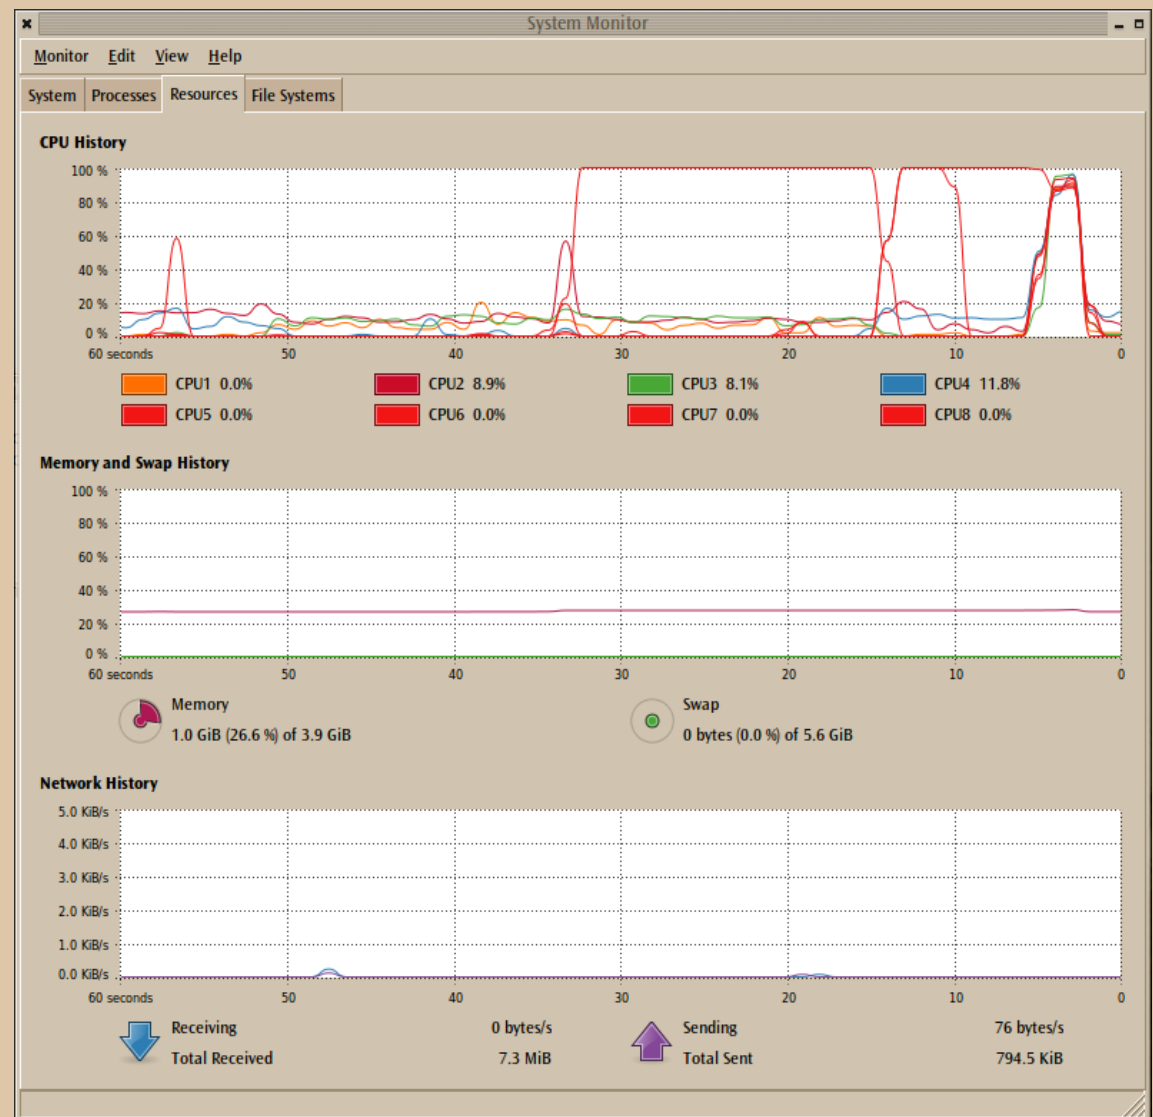 System Monitor
Monitor Edit View Help
System Processes Resources File Systems
CPU History
100 %
80 %
60 %
40 %
20 %
0 %
60 seconds 50 40 30 20 10 0
CPU1 0.0% CPU2 8.9% CPU3 8.1% CPU4 11.8%
CPU5 0.0% CPU6 0.0% CPU7 0.0% CPU8 0.0%
Memory and Swap History
100 %
80 %
60 %
40 %
20 %
0 %
60 seconds 50 40 30 20 10 0
Memory Swap
1.0 GiB (26.6 %) of 3.9 GiB 0 bytes (0.0 %) of 5.6 GiB
Network History
5.0 KiB/s
4.0 KiB/s
3.0 KiB/s
2.0 KiB/s
1.0 KiB/s
0.0 KiB/s
60 seconds 50 40 30 20 10 0
Receiving 0 bytes/s Sending 76 bytes/s
Total Received 7.3 MiB Total Sent 794.5 KiB